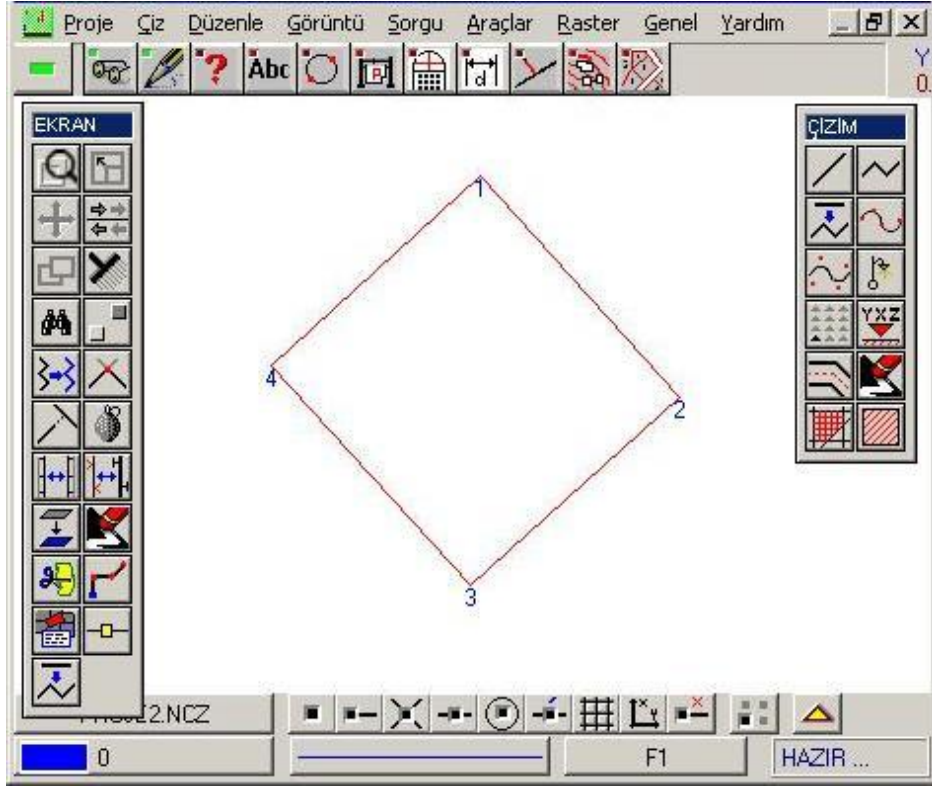 Proje Çiz Düzenle Görüntü Sorgu Araçlar Raster Genel Yardım
Abc
d
Y
0.
EKRAN
ÇİZİM
YXZ
1
4
2
3
2.NCZ
0
F1
HAZIR ...